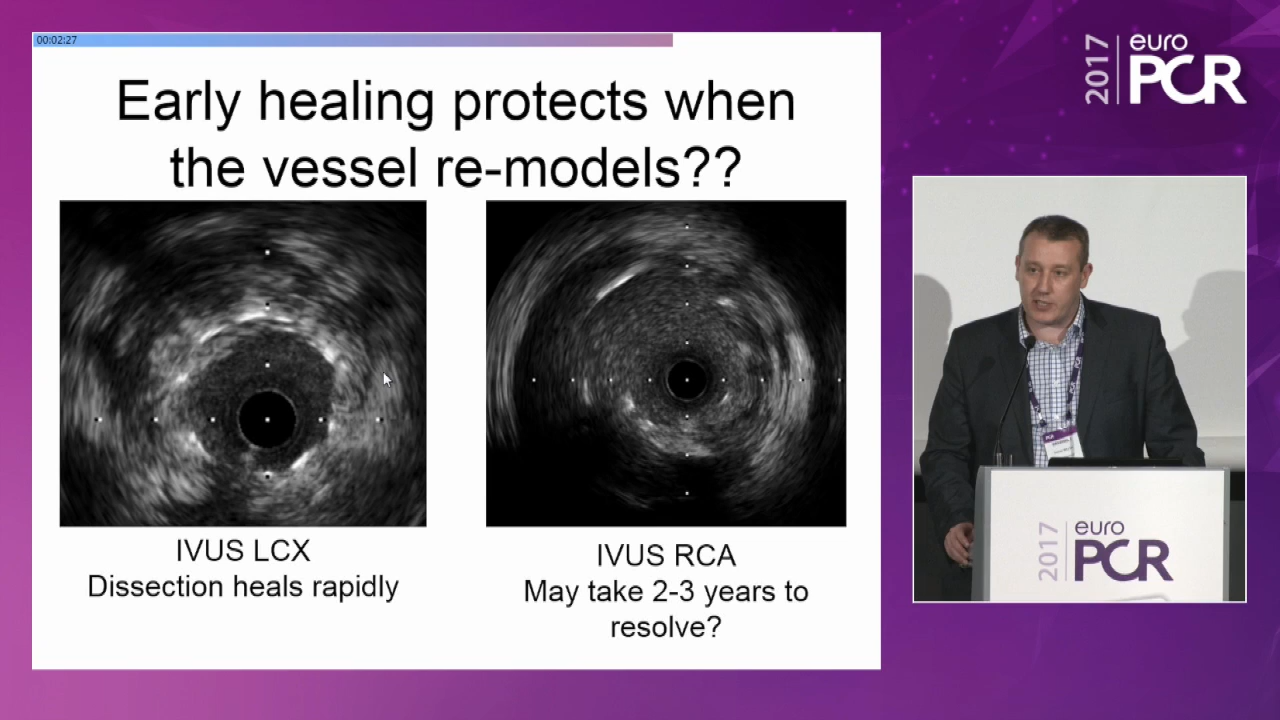 00:02:27
Early healing protects when
the vessel re-models??
IVUS LCX
Dissection heals rapidly
IVUS RCA
May take 2-3 years to
resolve?
2017
euro
PCR
PCR
2017
euro
PCR